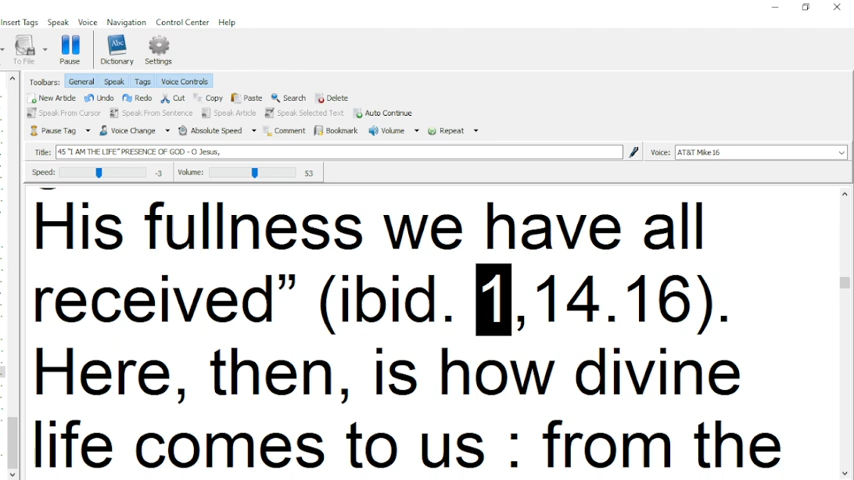 Insert Tags Speak Voice Navigation Control Center Help
To File Pause Dictionary Settings
Toolbars: General Speak Tags Voice Controls
New Article Undo Redo Cut Copy Paste Search Delete
Speak From Cursor Speak From Sentence Speak Article Speak Selected Text Auto Continue
Pause Tag Voice Change Absolute Speed Comment Bookmark Volume Repeat
Title: 45 "I AM THE LIFE" PRESENCE OF GOD - O Jesus, Voice: AT&T Mike16
Speed: -3 Volume: 53
His fullness we have all
received” (ibid. 1,14.16).
Here, then, is how divine
life comes to us : from the